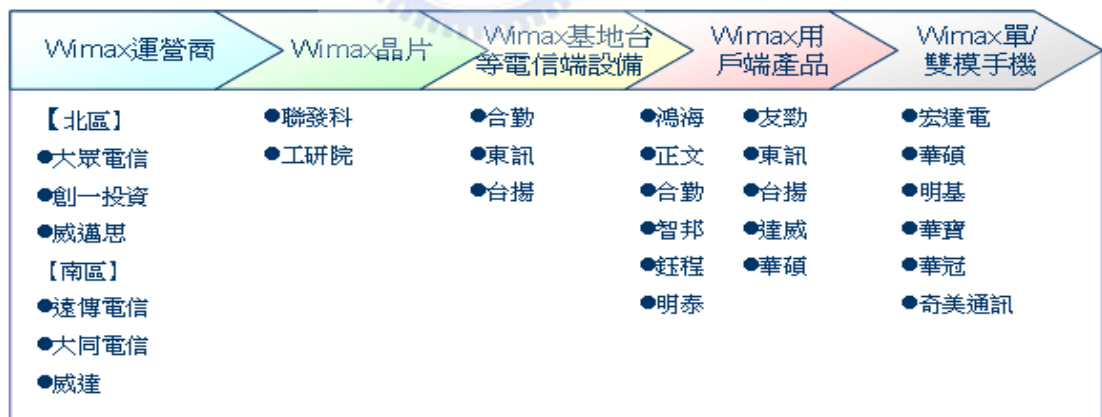 Wimax運營商
Wimax晶片
Wimax基地台
等電信端設備
Wimax用
戶端產品
Wimax單/
雙模手機
【北區】
●大眾電信
●創一投資
●威邁思
【南區】
●遠傳電信
●大同電信
●威達
●聯發科
●工研院
●合勤
●東訊
●台揚
●鴻海
●正文
●合勤
●智邦
●鈺程
●明泰
●友勁
●東訊
●台揚
●達威
●華碩
●宏達電
●華碩
●明基
●華寶
●華冠
●奇美通訊